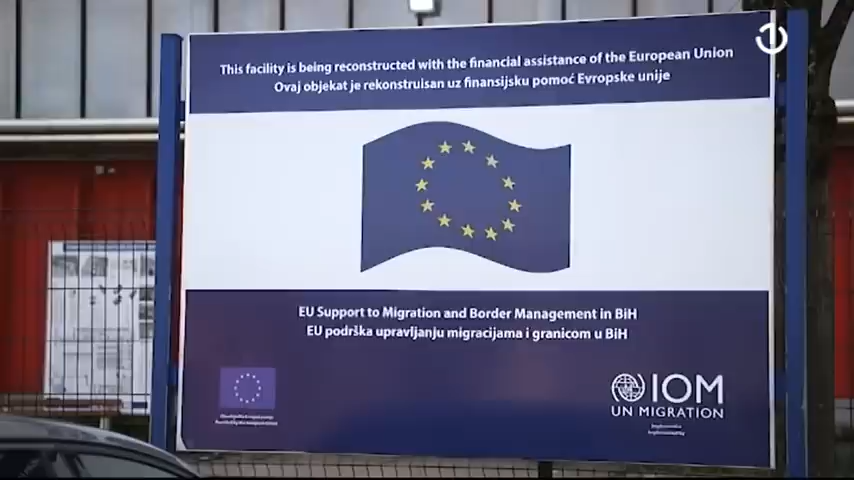 This facility is being reconstructed with the financial assistance of the European Union
Ovaj objekat je rekonstruisan uz finansijsku pomoć Evropske unije
EU Support to Migration and Border Management in BiH
EU podrška upravljanju migracijama i granicom u BiH
IOM
UN MIGRATION